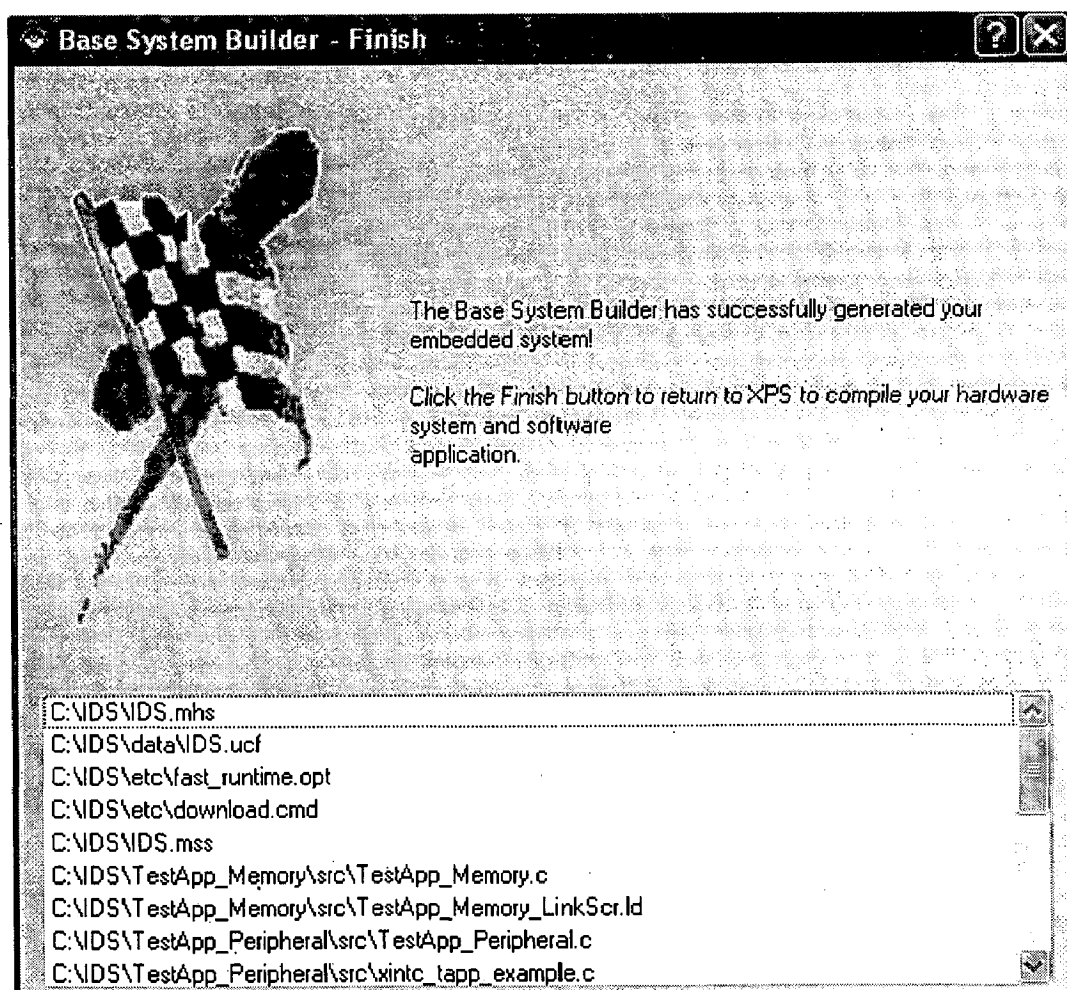 Base System Builder - Finish
The Base System Builder has successfully generated your
embedded system!
Click the Finish button to return to XPS to compile your hardware
system and software
application.
C:\IDS\IDS.mhs
C:\IDS\data\IDS.ucf
C:\IDS\etc\fast_runtime.opt
C:\IDS\etc\download.cmd
C:\IDS\IDS.mss
C:\IDS\TestApp_Memory\src\TestApp_Memory.c
C:\IDS\TestApp_Memory\src\TestApp_Memory_LinkScr.ld
C:\IDS\TestApp_Peripheral\src\TestApp_Peripheral.c
C:\IDS\TestApp_Peripheral\src\xintc_tapp_example.c